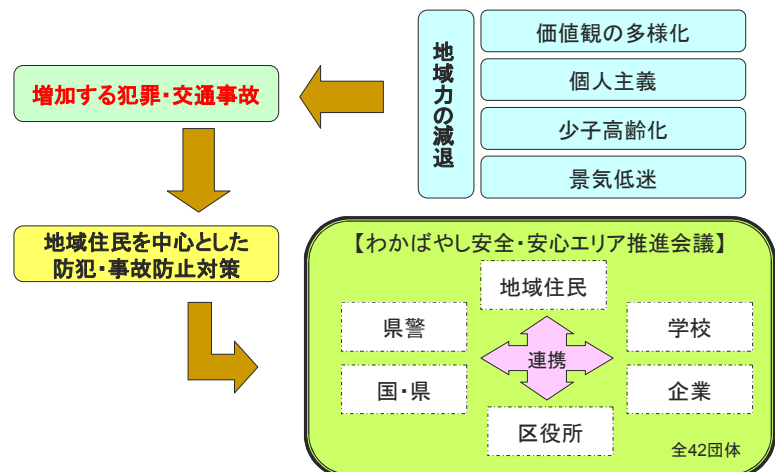 価値観の多様化
個人主義
少子高齢化
景気低迷
地域力の減退
増加する犯罪・交通事故
地域住民を中心とした
防犯・事故防止対策
【わかばやし安全・安心エリア推進会議】
地域住民
県警
学校
連携
国・県
企業
区役所
全42団体